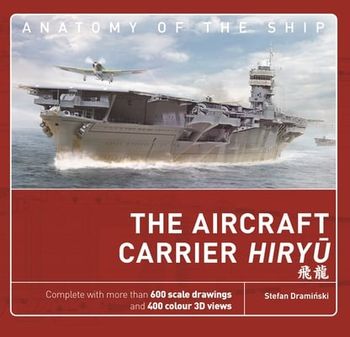 ANATOMY OF THE SHIP
THE AIRCRAFT
CARRIER HIRYŪ
飛龍
Complete with more than 600 scale drawings
and 400 colour 3D views
Stefan Dramiński